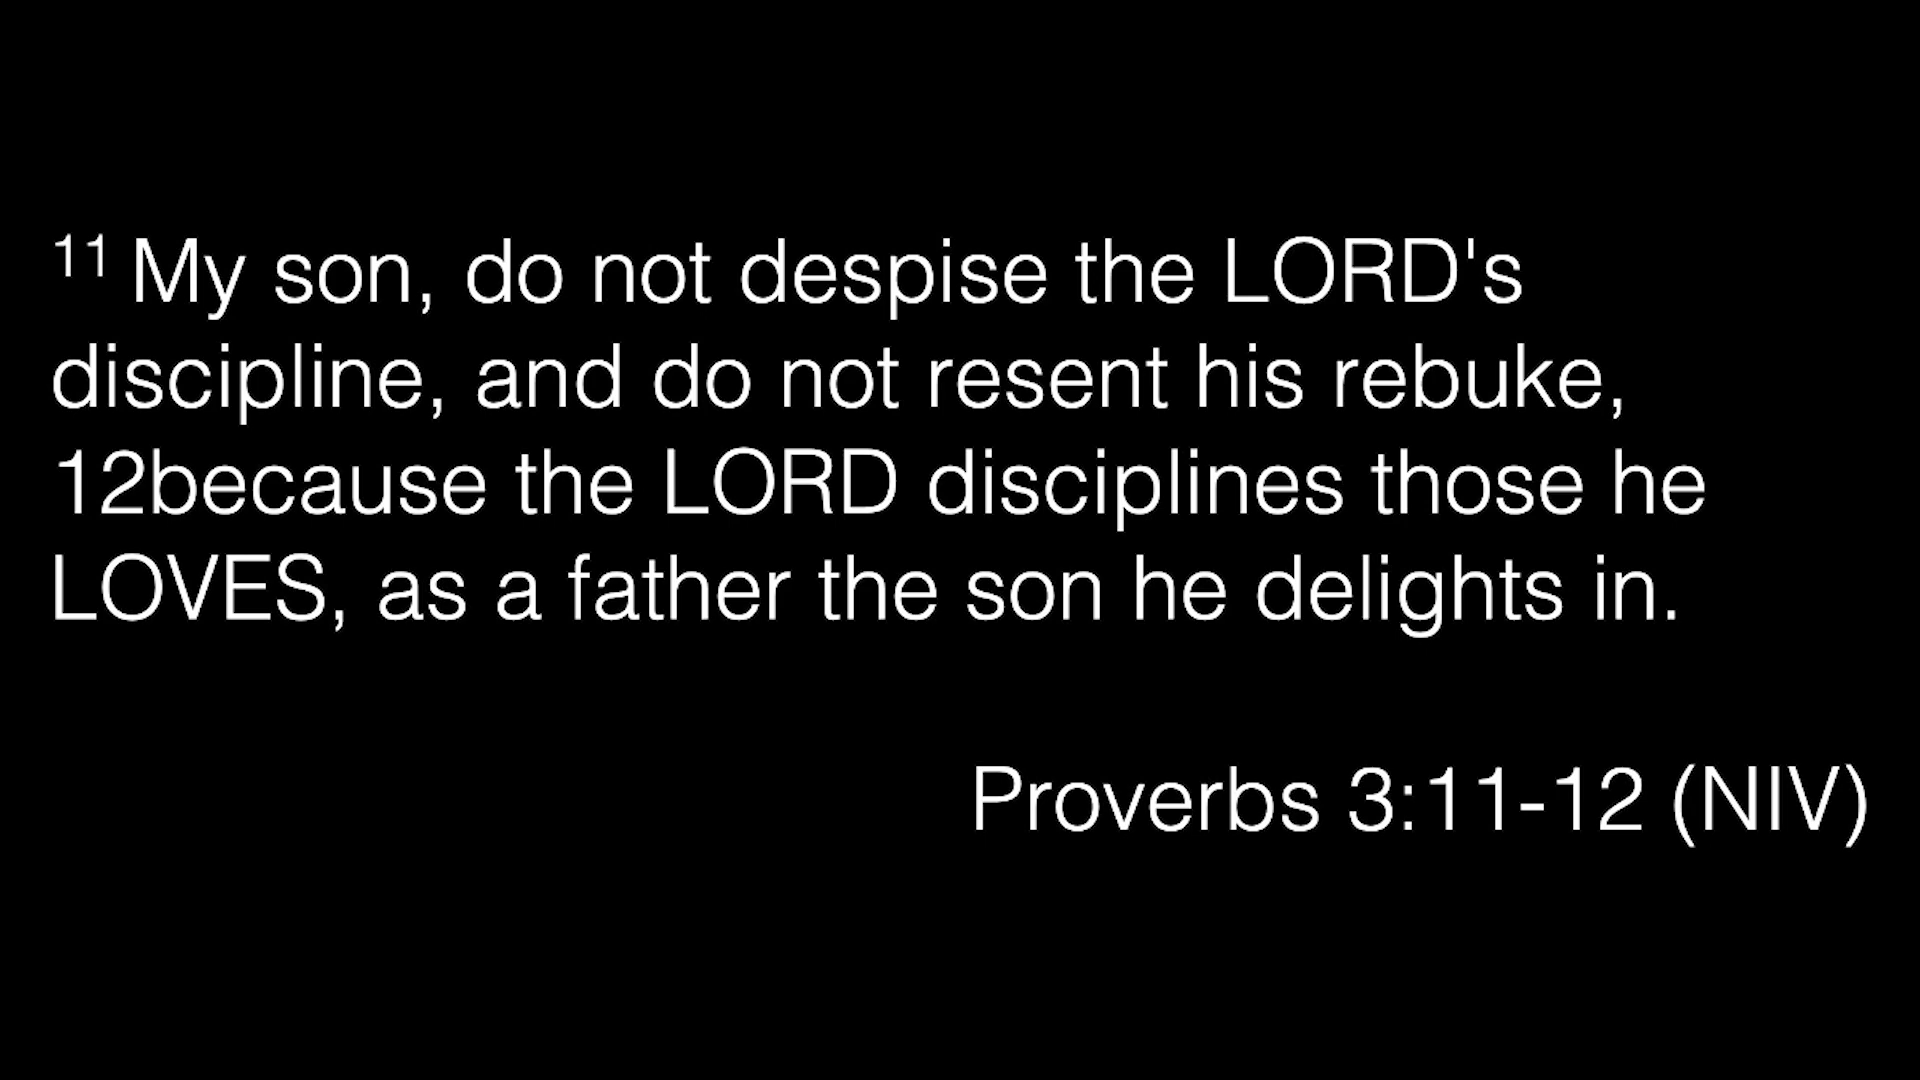 11 My son, do not despise the LORD's
discipline, and do not resent his rebuke,
12because the LORD disciplines those he
LOVES, as a father the son he delights in.
Proverbs 3:11-12 (NIV)